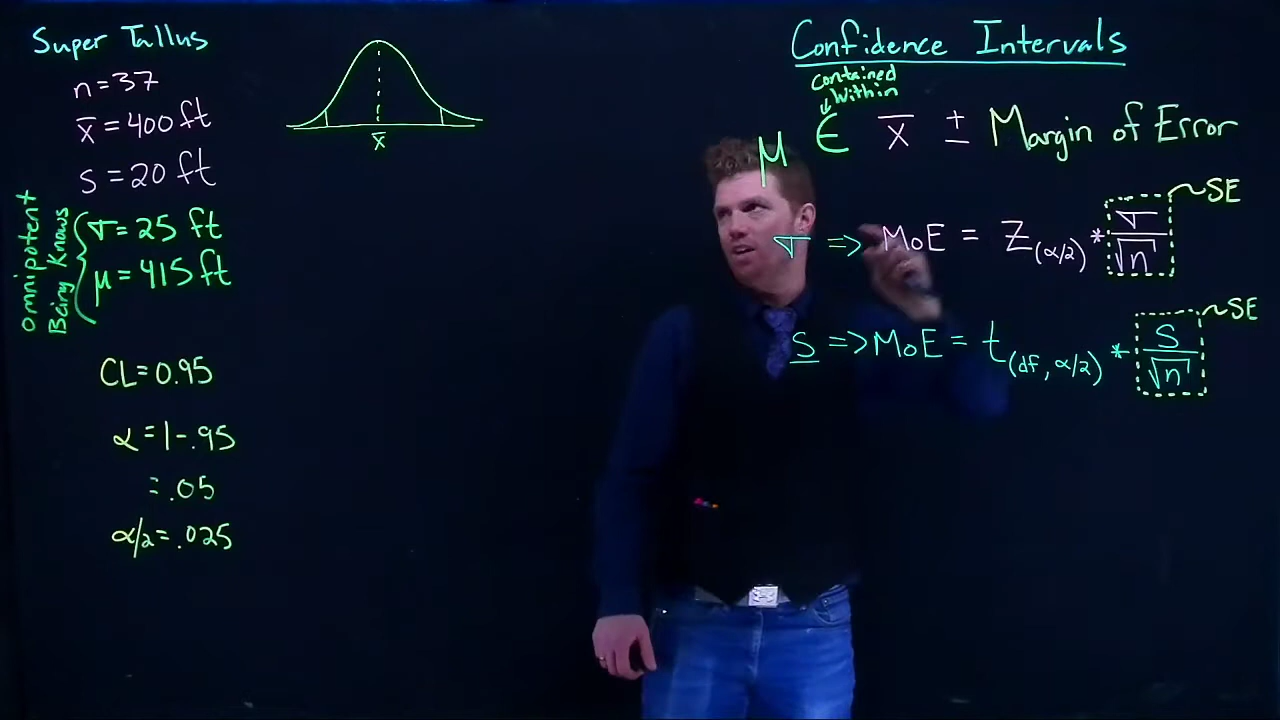 Super Tallus
n=37
x̄ = 400 ft
s = 20 ft
omnipotent
Being Knows
σ = 25 ft
μ = 415 ft
CL = 0.95
α = 1 - .95
= .05
α/2 = .025
x̄
Confidence Intervals
contained
within
μ ∈ x̄ ± Margin of Error
σ => MoE = Z(α/2) * σ/√n ~SE
s => MoE = t(df, α/2) * s/√n ~SE